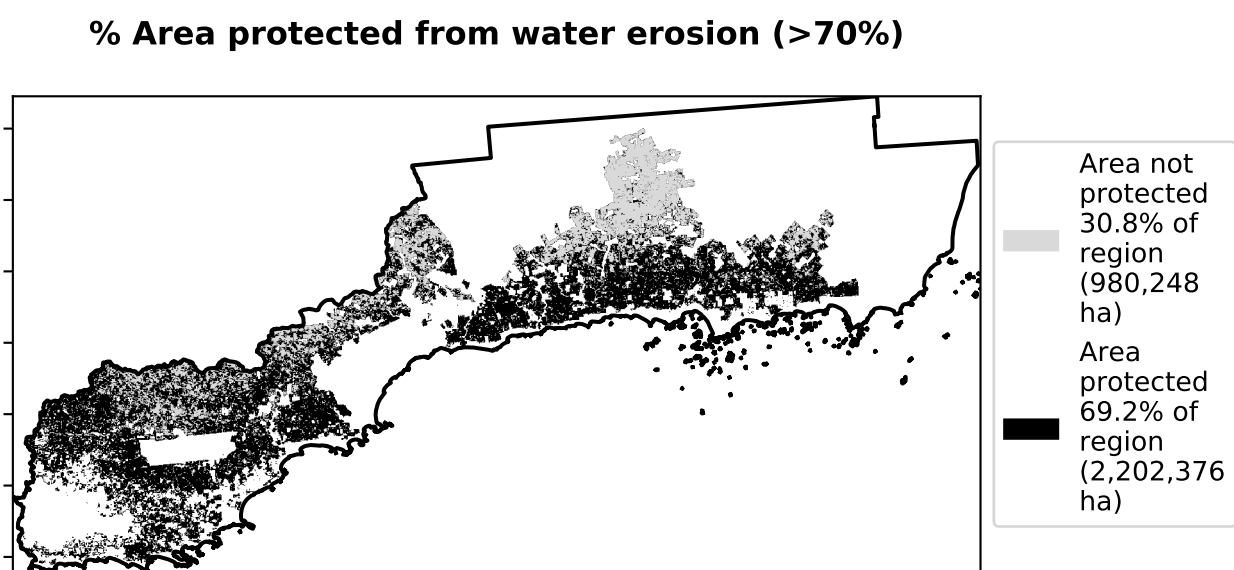 % Area protected from water erosion (>70%)
Area not
protected
30.8% of
region
(980,248
ha)
Area
protected
69.2% of
region
(2,202,376
ha)